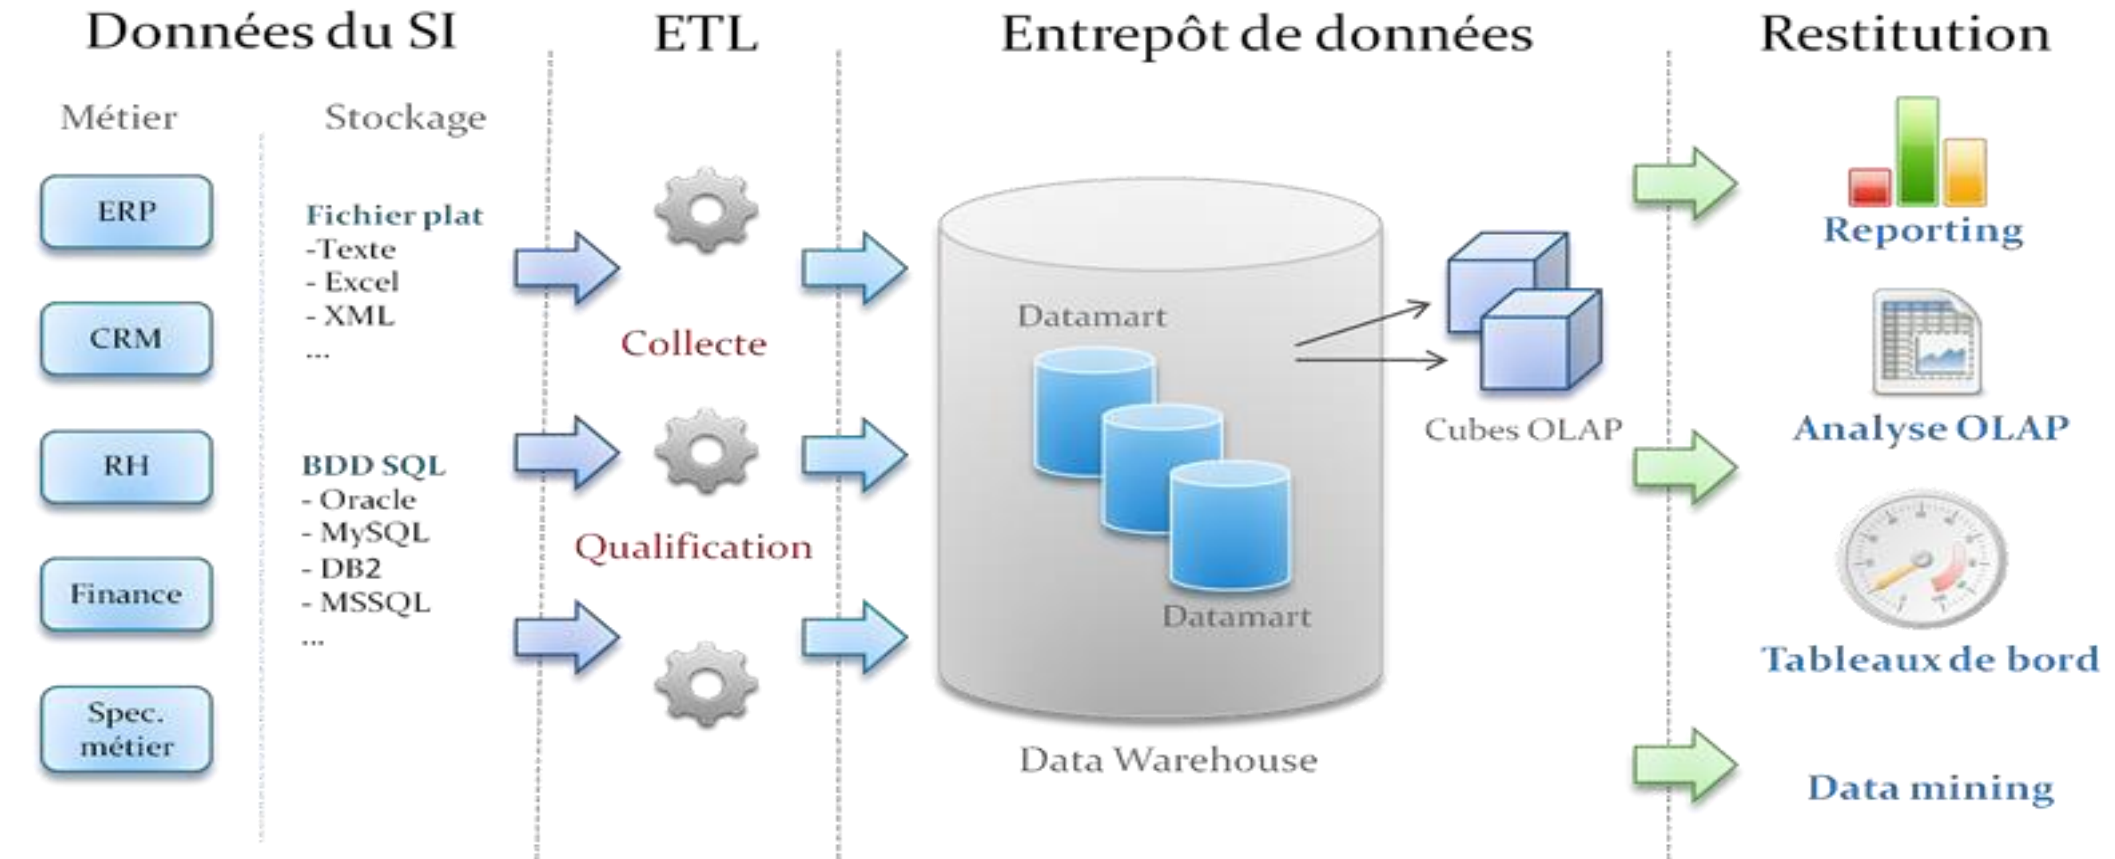 Données du SI
ETL
Entrepôt de données
Restitution
Métier
Stockage
ERP
CRM
RH
Finance
Spec.
métier
Fichier plat
-Texte
- Excel
- XML
...
BDD SQL
- Oracle
- MySQL
- DB2
- MSSQL
...
Collecte
Qualification
Datamart
Datamart
Data Warehouse
Cubes OLAP
Reporting
Analyse OLAP
Tableaux de bord
Data mining